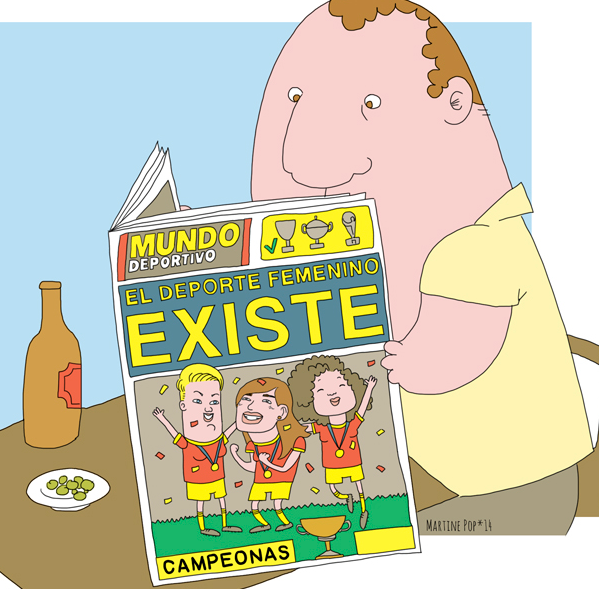 MUNDO
DEPORTIVO
EL DEPORTE FEMENINO
EXISTE
CAMPEONAS
MARTINE POP*14